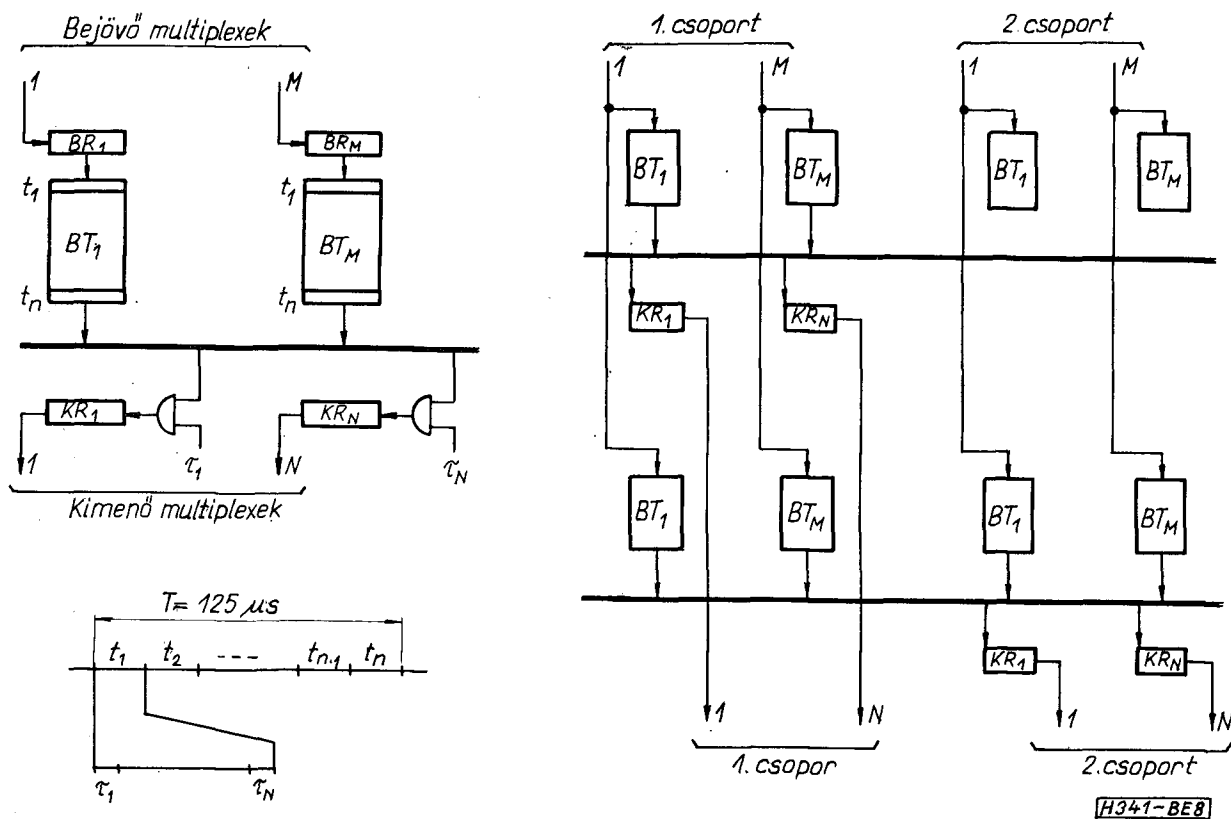 Bejövő multiplexek
1
M
BR1
BRM
t1
t1
BT1
BTM
tn
tn
KR1
KRN
1
τ1
N
τN
Kimenő multiplexek
T= 125 μs
t1 t2 --- tn-1 tn
τ1 τN
1. csoport
2. csoport
1
M
1
M
BT1
BTM
BT1
BTM
KR1
KRN
BT1
BTM
BT1
BTM
KR1
KRN
1
N
1
N
1. csopor
2. csoport
H341-BE8